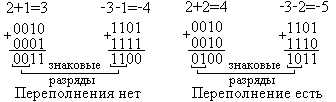 2+1=3 -3-1=-4 2+2=4 -3-2=-5
+0010 +1101 +0010 +1101
0001 1111 0010 1110
0011 1100 0100 1011
знаковые знаковые
разряды разряды
Переполнения нет Переполнение есть